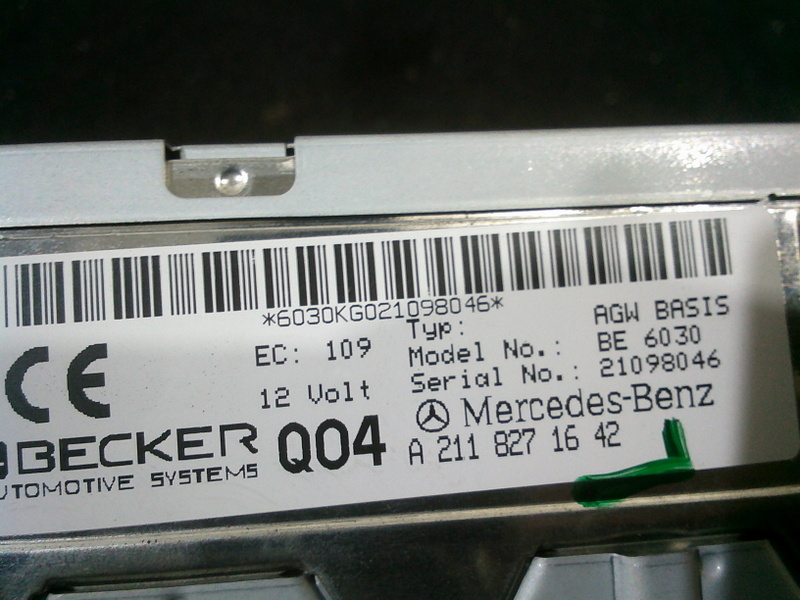 *6030KG021098046*
Typ: AGW BASIS
EC: 109
Model No.: BE 6030
Serial No.: 21098046
CE
12 Volt
Mercedes-Benz
BECKER
Q04
A 211 827 16 42
UTOMOTIVE SYSTEMS